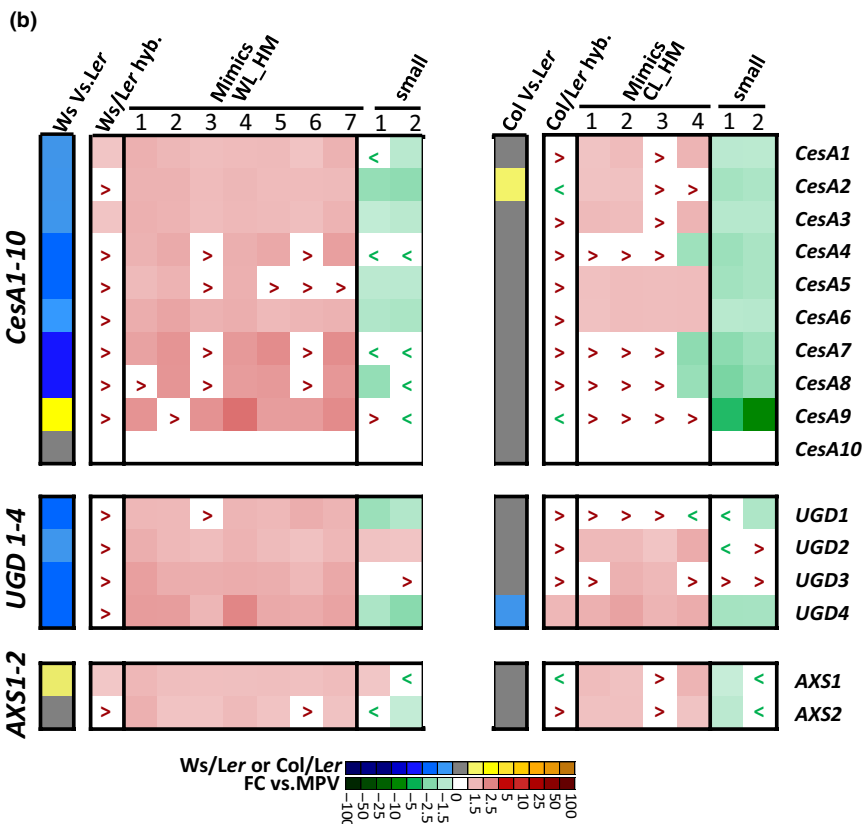 (b)
Ws Vs.Ler
Ws/Ler hyb.
Mimics
WL_HM
small
Col Vs.Ler
Col/Ler hyb.
Mimics
CL_HM
small
1 2 3 4 5 6 7 1 2 1 2 3 4 1 2
CesA1-10
< > > CesA1
> < > > CesA2
> > CesA3
> > > < < > > > > CesA4
> > > > > > CesA5
> > CesA6
> > > < < > > > > CesA7
> > > > < > > > > CesA8
> > > < < > > > > CesA9
CesA10
UGD 1-4
> > > > > > < < UGD1
> > < > UGD2
> > > > > > > UGD3
> UGD4
AXS1-2
< < > < AXS1
> > < > > < AXS2
Ws/Ler or Col/Ler
FC vs.MPV
−100 −50 −25 −10 −5 −2.5 −1.5 0 1.5 2.5 5 10 25 50 100